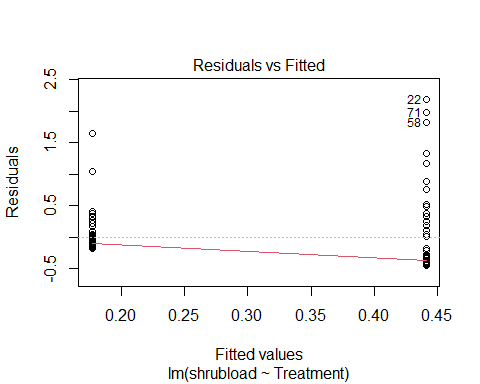 Residuals vs Fitted
2.5
1.5
0.5
-0.5
Residuals
22
71
58
0.20 0.25 0.30 0.35 0.40 0.45
Fitted values
lm(shrubload ~ Treatment)